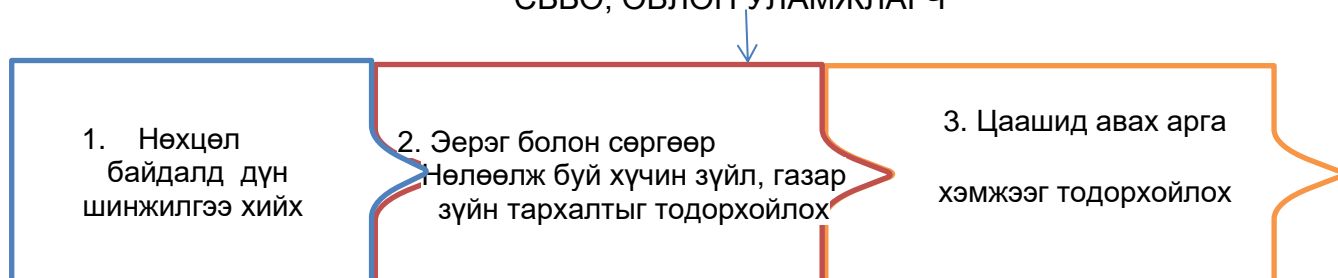 1. Нөхцөл
байдалд дүн
шинжилгээ хийх
2. Эерэг болон сөргөөр
Нөлөөлж буй хүчин зүйл, газар
зүйн тархалтыг тодорхойлох
3. Цаашид авах арга
хэмжээг тодорхойлох